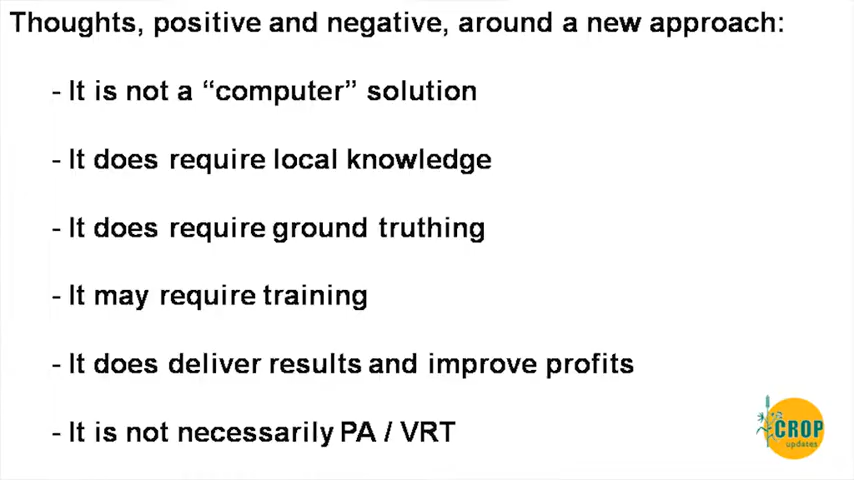 Thoughts, positive and negative, around a new approach:
- It is not a “computer” solution
- It does require local knowledge
- It does require ground truthing
- It may require training
- It does deliver results and improve profits
- It is not necessarily PA / VRT
CROP
updates